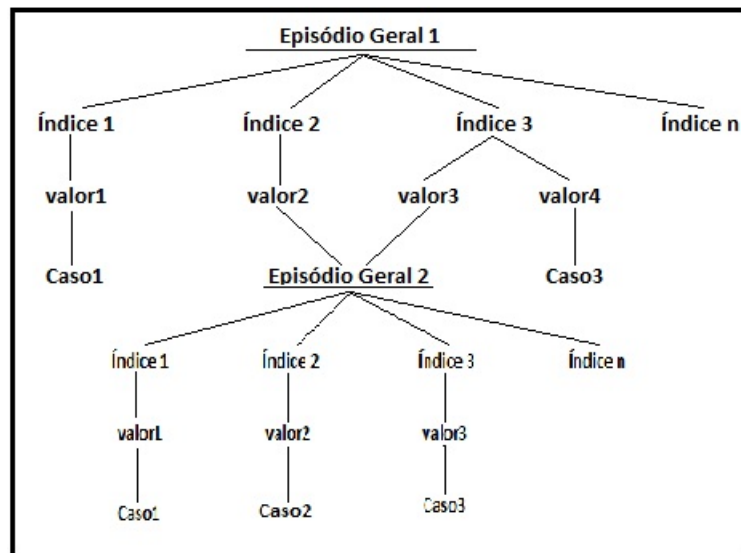 Episódio Geral 1
Índice 1 Índice 2 Índice 3 Índice n
valor1 valor2 valor3 valor4
Caso1 Episódio Geral 2 Caso3
Índice 1 Índice 2 Índice 3 Índice n
valor1 valor2 valor3
Caso1 Caso2 Caso3